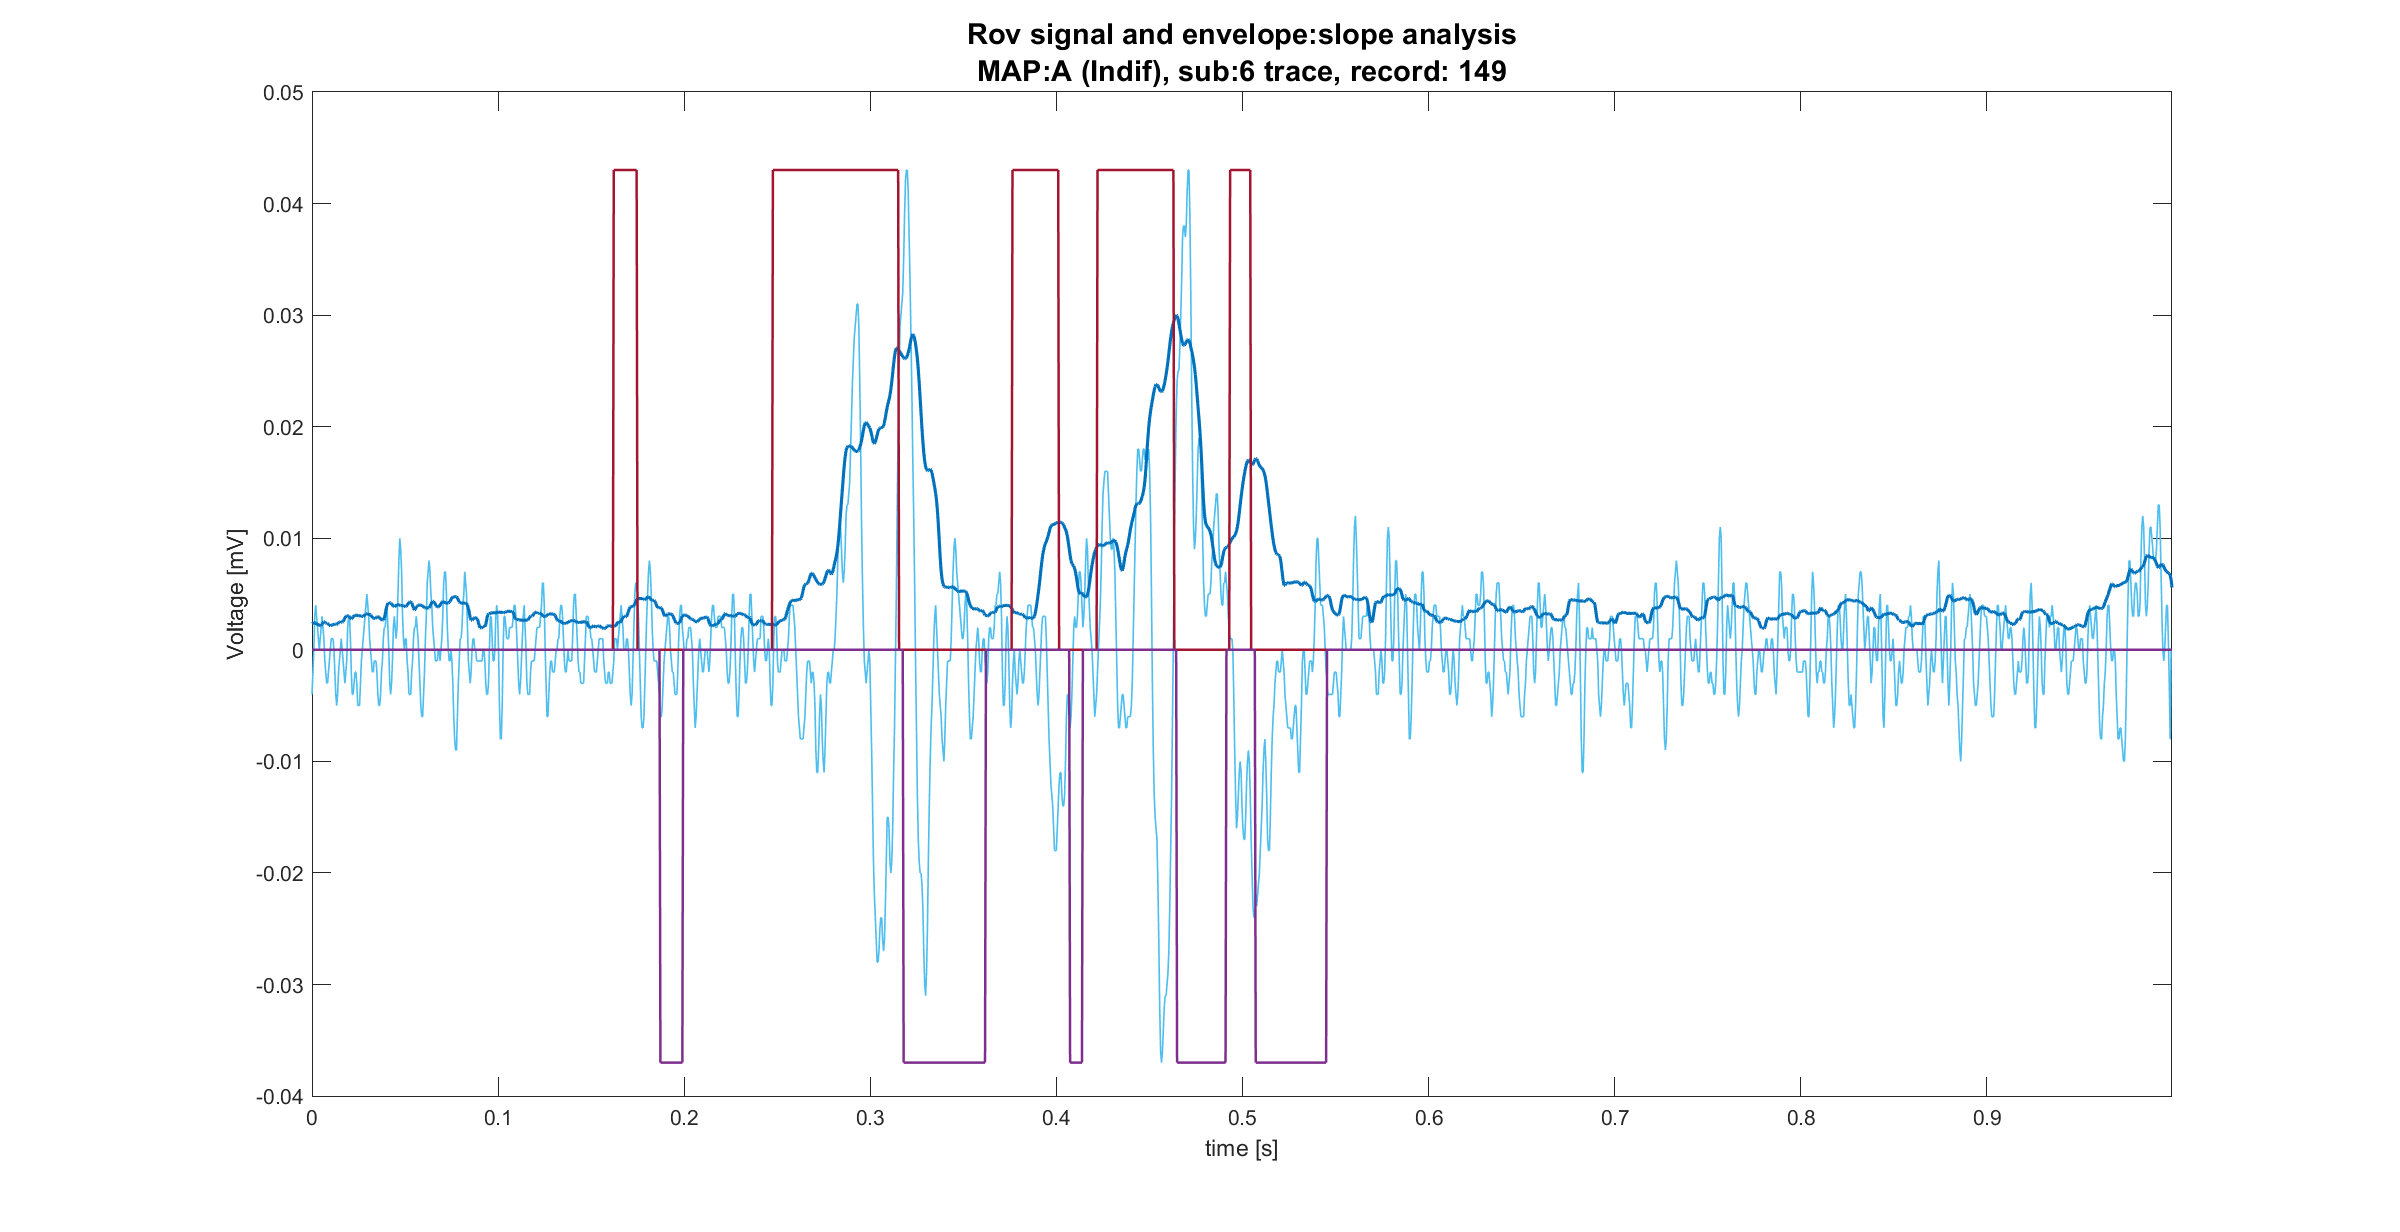 Rov signal and envelope:slope analysis
MAP:A (Indif), sub:6 trace, record: 149
0.05
0.04
0.03
0.02
0.01
0
-0.01
-0.02
-0.03
-0.04
Voltage [mV]
0 0.1 0.2 0.3 0.4 0.5 0.6 0.7 0.8 0.9
time [s]